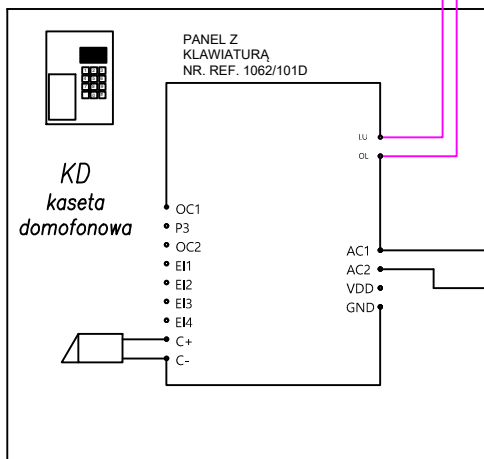 PANEL Z
KLAWIATURĄ
NR. REF. 1062/101D
KD
kaseta
domofonowa
LU
OL
OC1
P3
OC2
EI1
EI2
EI3
EI4
C+
C-
AC1
AC2
VDD
GND